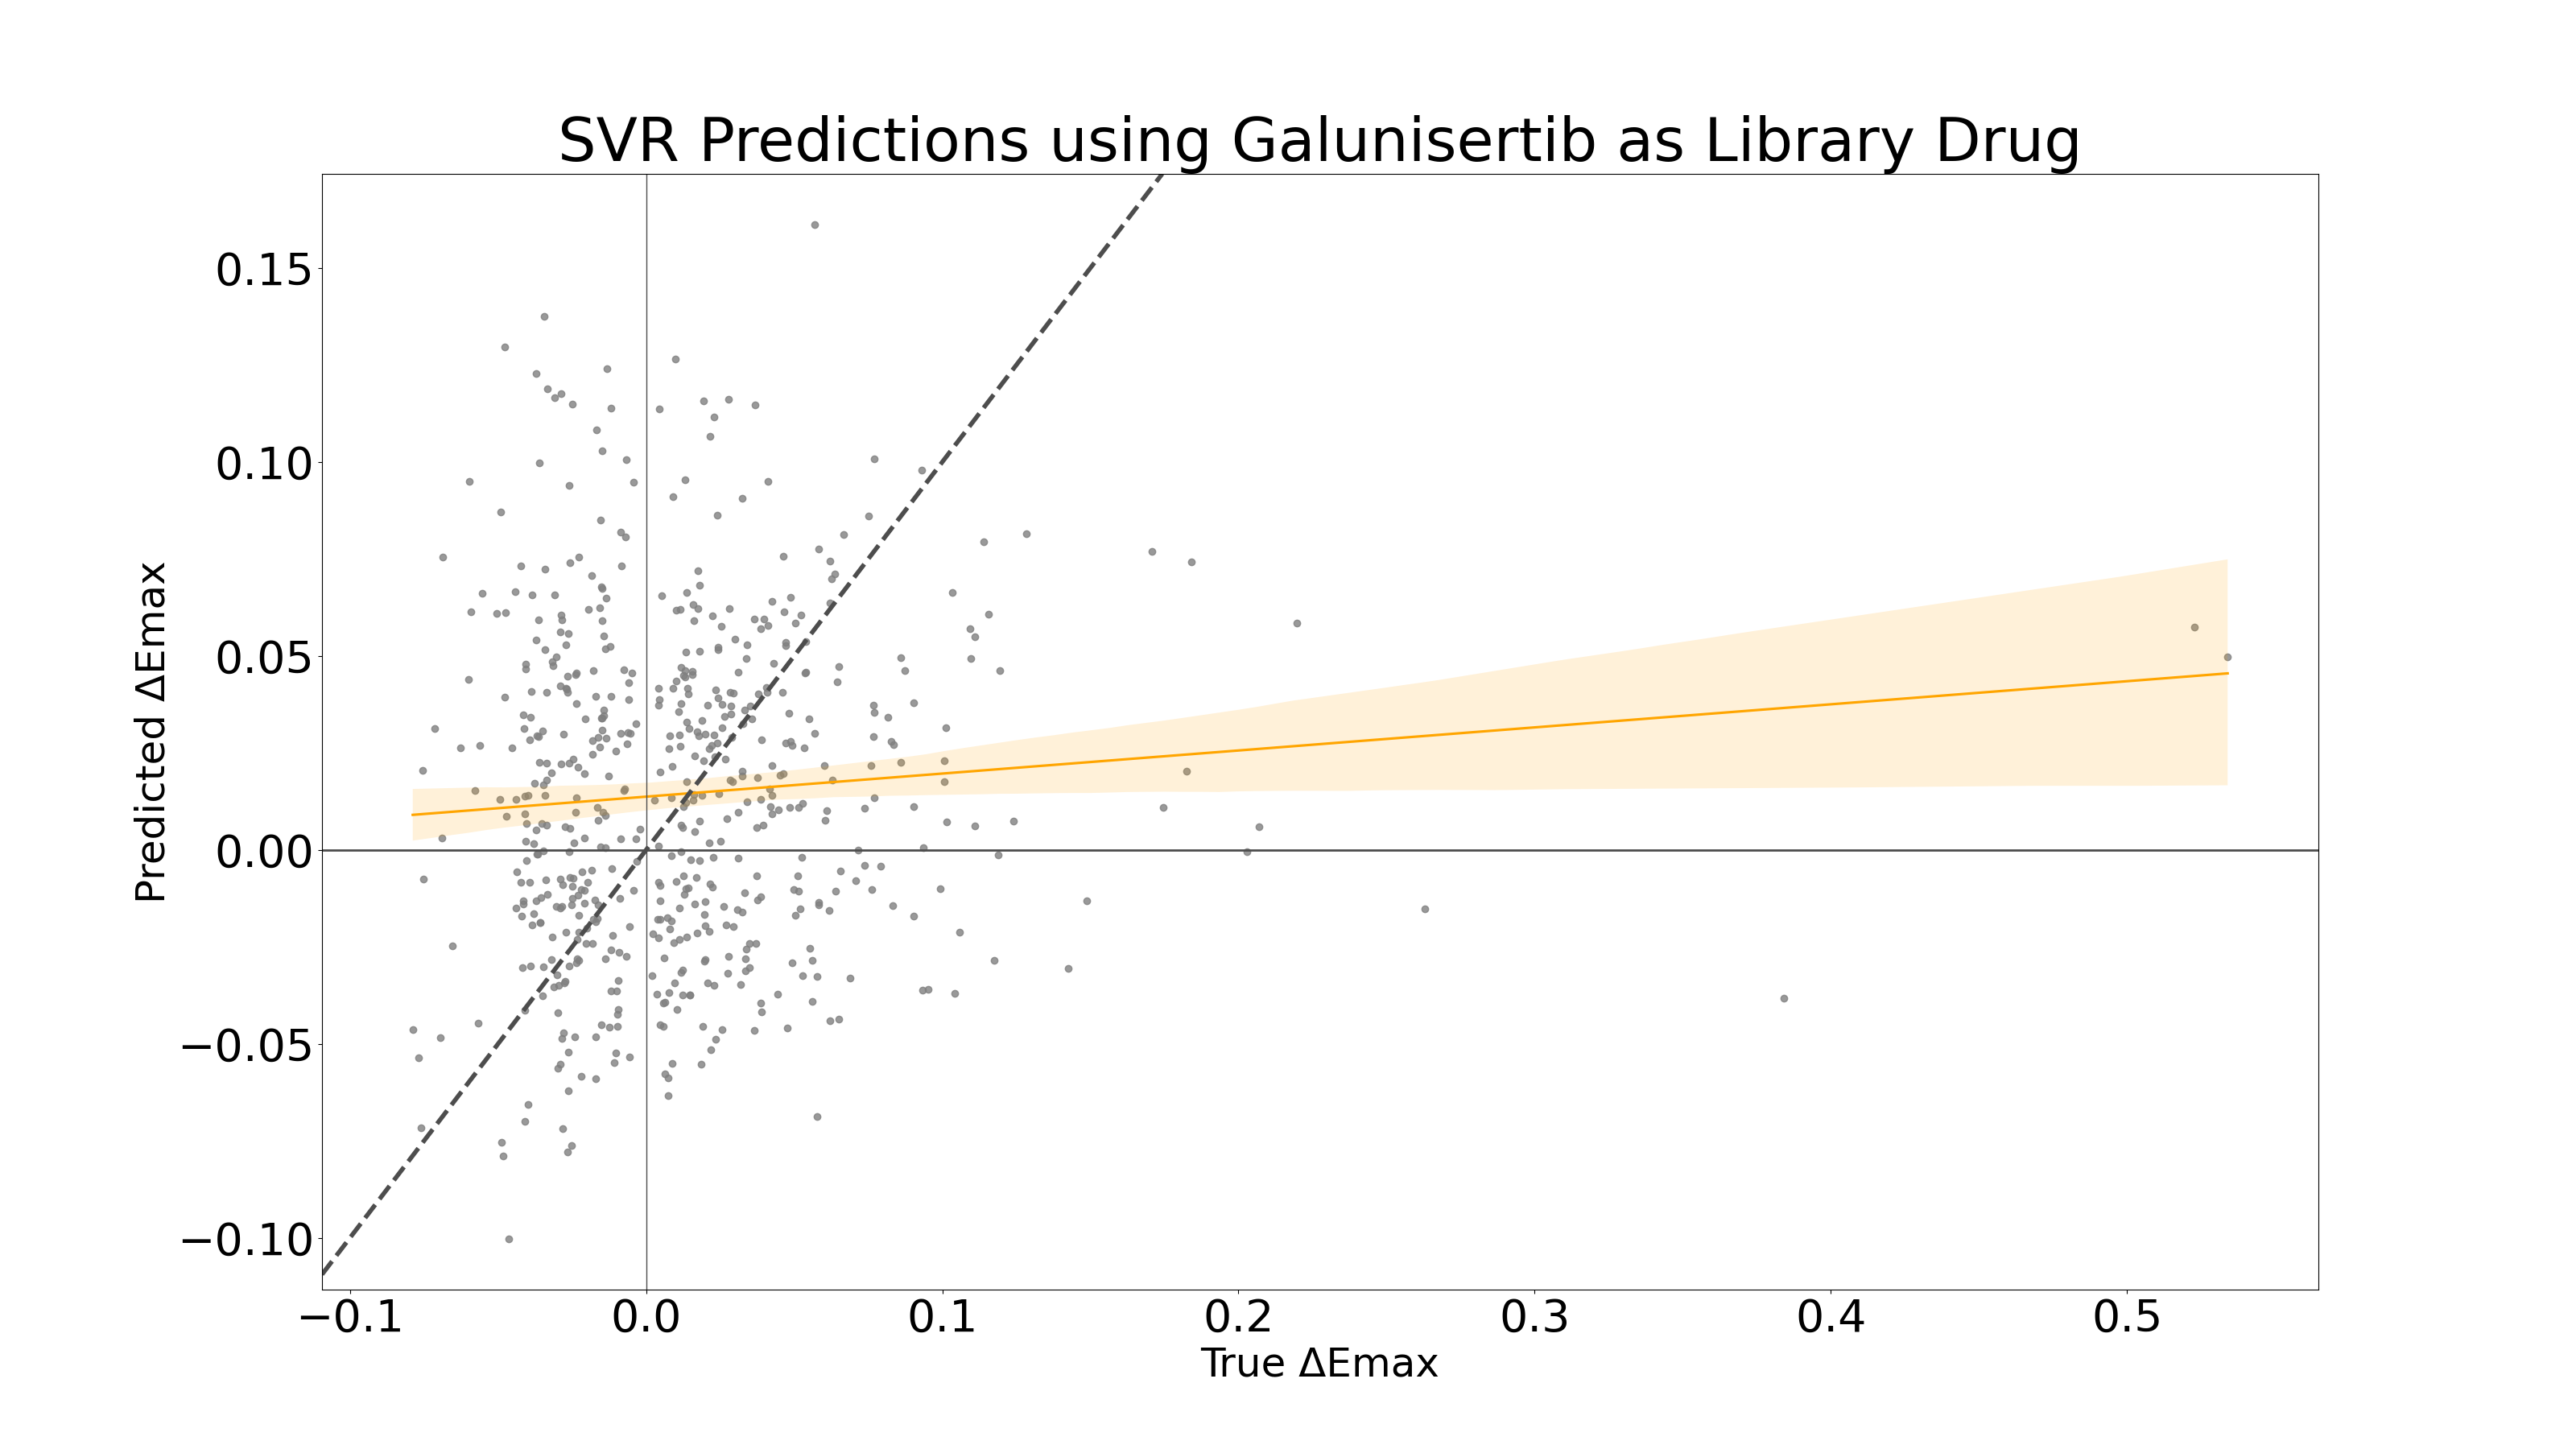 SVR Predictions using Galunisertib as Library Drug
Predicted ΔEmax
0.15
0.10
0.05
0.00
−0.05
−0.10
−0.1 0.0 0.1 0.2 0.3 0.4 0.5
True ΔEmax